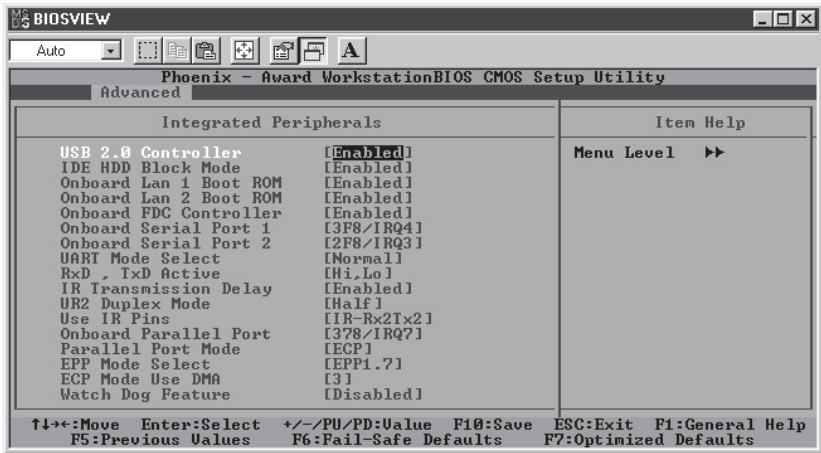 BIOSVIEW
Auto
A
Phoenix - Award WorkstationBIOS CMOS Setup Utility
Advanced
Integrated Peripherals
Item Help
USB 2.0 Controller [Enabled]
Menu Level ▶▶
IDE HDD Block Mode [Enabled]
Onboard Lan 1 Boot ROM [Enabled]
Onboard Lan 2 Boot ROM [Enabled]
Onboard FDC Controller [Enabled]
Onboard Serial Port 1 [3F8/IRQ4]
Onboard Serial Port 2 [2F8/IRQ3]
UART Mode Select [Normal]
RxD , TxD Active [Hi,Lo]
IR Transmission Delay [Enabled]
UR2 Duplex Mode [Half]
Use IR Pins [IR-Rx2Tx2]
Onboard Parallel Port [378/IRQ7]
Parallel Port Mode [ECP]
EPP Mode Select [EPP1.7]
ECP Mode Use DMA [3]
Watch Dog Feature [Disabled]
↑↓→←:Move Enter:Select +/-/PU/PD:Value F10:Save ESC:Exit F1:General Help
F5:Previous Values F6:Fail-Safe Defaults F7:Optimized Defaults